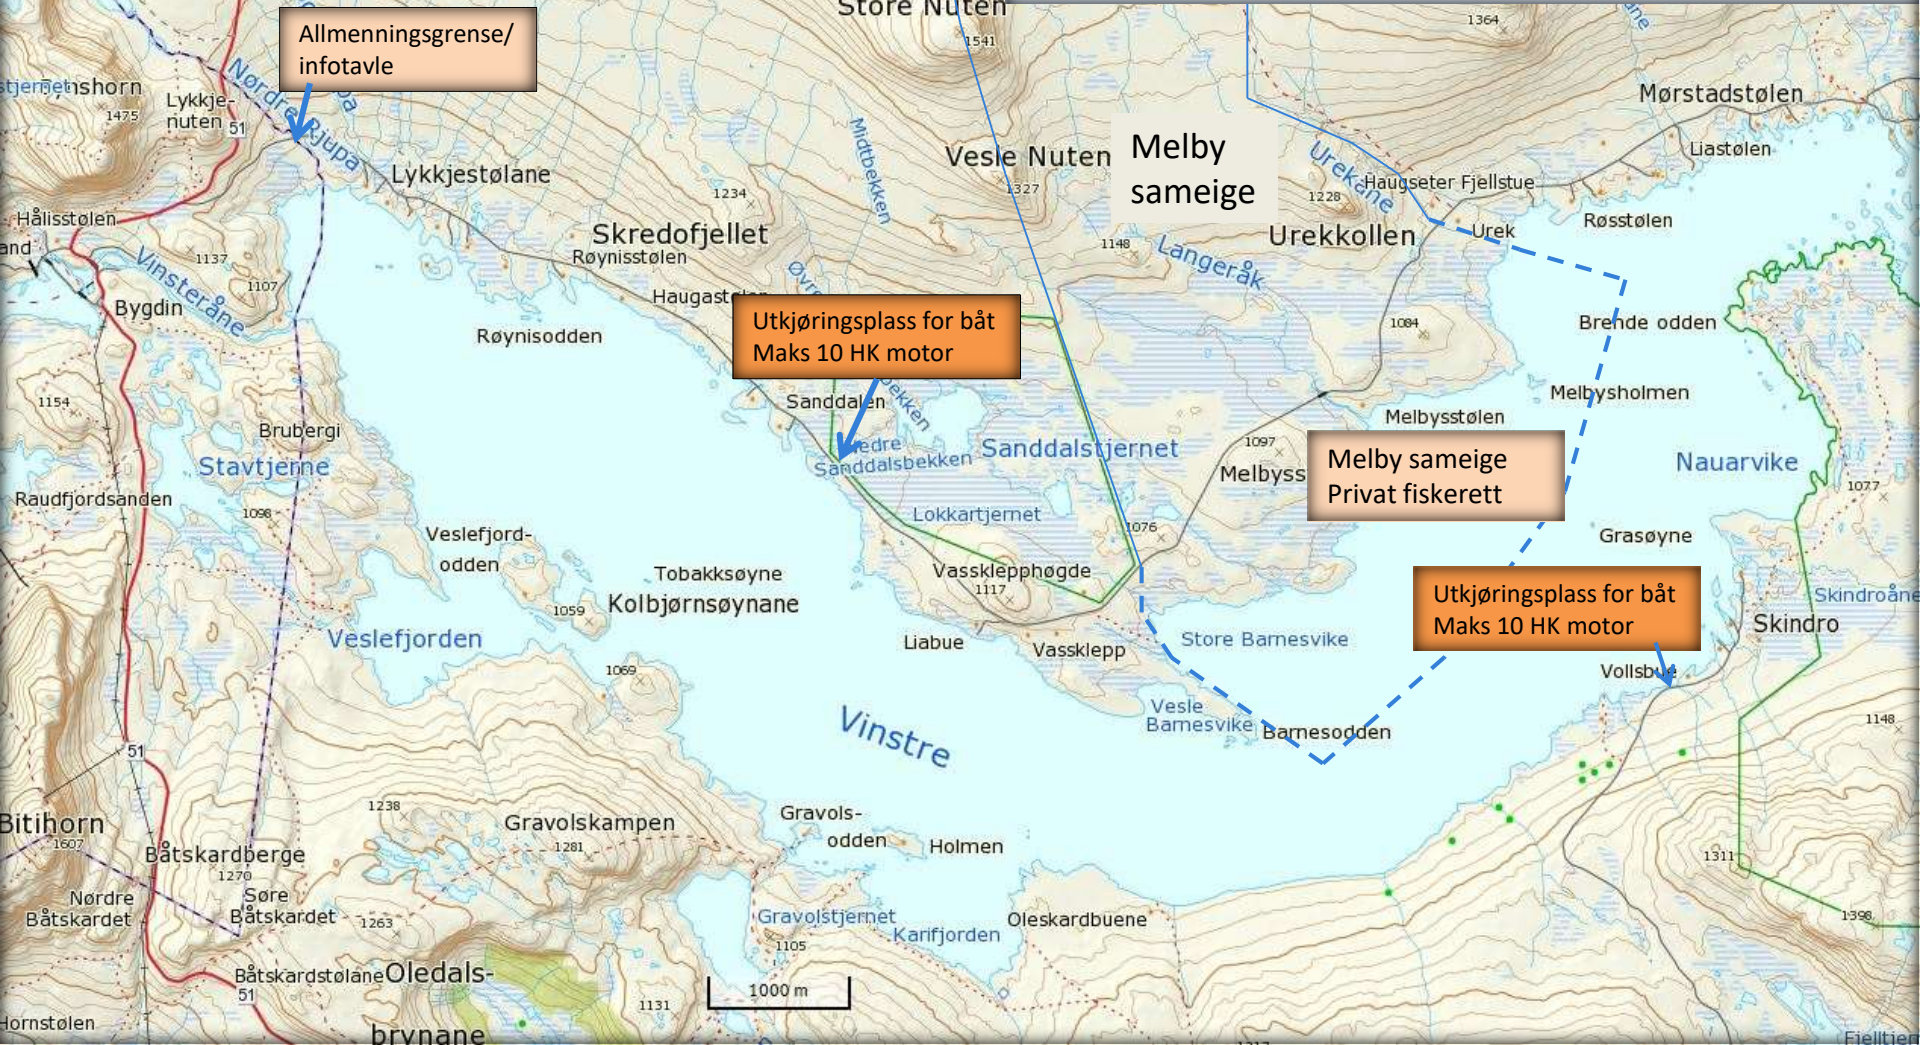 Store Nuten
1541
1364
Allmenningsgrense/
infotavle
1475
Lykkje-
nuten
51
Nørdre Rjupa
Lykkjestølane
Midtbekken
1234
Vesle Nuten
1327
Melby
sameige
Mørstadstølen
Liastølen
Urekane
1228
Haugseter Fjellstue
Røsstølen
Urek
Urekkollen
Hålisstølen
Vinsteråne
1137
1107
Bygdin
Skredofjellet
Røynisstølen
1148
Langeråk
Røynisodden
Utkjøringsplass for båt
Maks 10 HK motor
1084
Brende odden
1154
Brubergi
Stavtjerne
Raudfjordsanden
1098
Sanddalen
Sanddalsbekken
Sanddalstjernet
Melbysholmen
Melbysstølen
1097
Melby sameige
Privat fiskerett
Nauarvike
1077
Lokkartjernet
1076
Veslefjord-
odden
Grasøyne
Vassklepphøgde
1117
Tobakksøyne
Kolbjørnsøynane
1059
Utkjøringsplass for båt
Maks 10 HK motor
Skindroåne
Skindro
Veslefjorden
Liabue
Vassklepp
Store Barnesvike
1069
Vollsbue
Vesle
Barnesvike
Barnesodden
1148
Vinstre
51
1238
Gravolskampen
1281
Gravols-
odden
Holmen
Bitihorn
1607
Båtskardberge
1270
1311
Nørdre
Båtskardet
Søre
Båtskardet
1263
Gravolstjernet
1105
Karifjorden
Oleskardbuene
1398
Båtskardstølane
51
Oledals-
brynane
1131
1000 m
Hornstølen